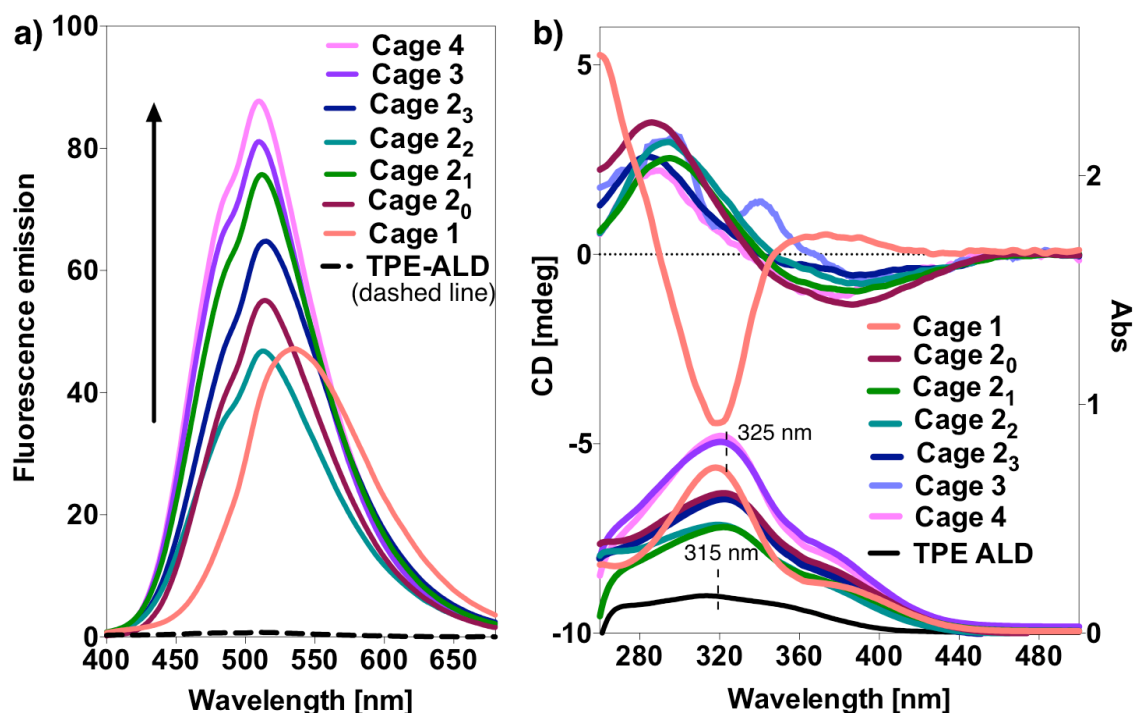 a)
Fluorescence emission
100
80
60
40
20
0
400
450
500
550
600
650
Wavelength [nm]
Cage 4
Cage 3
Cage 2₃
Cage 2₂
Cage 2₁
Cage 2₀
Cage 1
TPE-ALD
(dashed line)
b)
CD [mdeg]
5
0
-5
-10
280
320
360
400
440
480
Wavelength [nm]
Abs
2
1
0
325 nm
315 nm
Cage 1
Cage 2₀
Cage 2₁
Cage 2₂
Cage 2₃
Cage 3
Cage 4
TPE ALD